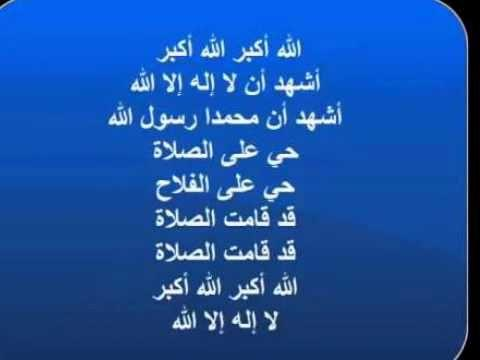 الله أكبر الله أكبر
أشهد أن لا إله إلا الله
أشهد أن محمدا رسول الله
حي على الصلاة
حي على الفلاح
قد قامت الصلاة
قد قامت الصلاة
الله أكبر الله أكبر
لا إله إلا الله